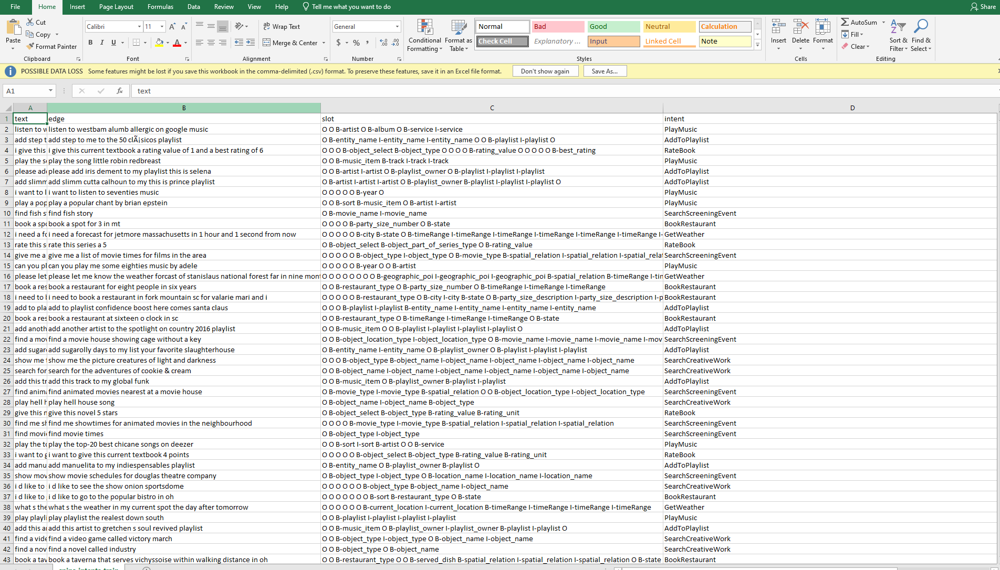 File Home Insert Page Layout Formulas Data Review View Help Tell me what you want to do Share
Paste Cut Copy Format Painter Clipboard
Calibri 11 A A B I U A Font
ab Wrap Text Merge & Center Alignment
General $ % , Number
Conditional Formatting Format as Table
Normal Bad Good Neutral Calculation
Check Cell Explanatory ... Input Linked Cell Note
Styles
Insert Delete Format Cells
AutoSum Fill Clear Sort & Filter Find & Select Editing
POSSIBLE DATA LOSS Some features might be lost if you save this workbook in the comma-delimited (.csv) format. To preserve these features, save it in an Excel file format. Don't show again Save As...
A1 fx text
A B C D
1 text edge slot intent
2 listen to w listen to westbam alumb allergic on google music O O B-artist O B-album O B-service I-service PlayMusic
3 add step t add step to me to the 50 clÃ¡sicos playlist O B-entity_name I-entity_name I-entity_name O O B-playlist I-playlist O AddToPlaylist
4 i give this i give this current textbook a rating value of 1 and a best rating of 6 O O O B-object_select B-object_type O O O O B-rating_value O O O O O B-best_rating RateBook
5 play the s play the song little robin redbreast O O B-music_item B-track I-track I-track PlayMusic
6 please add please add iris dement to my playlist this is selena O O B-artist I-artist O B-playlist_owner O B-playlist I-playlist I-playlist AddToPlaylist
7 add slimm add slimm cutta calhoun to my this is prince playlist O B-artist I-artist I-artist O B-playlist_owner B-playlist I-playlist I-playlist O AddToPlaylist
8 i want to l i want to listen to seventies music O O O O O B-year O PlayMusic
9 play a pop play a popular chant by brian epstein O O B-sort B-music_item O B-artist I-artist PlayMusic
10 find fish s find fish story O B-movie_name I-movie_name SearchScreeningEvent
11 book a spo book a spot for 3 in mt O O O O B-party_size_number O B-state BookRestaurant
12 i need a fo i need a forecast for jetmore massachusetts in 1 hour and 1 second from now O O O O O B-city B-state O B-timeRange I-timeRange I-timeRange I-timeRange I-timeRange I-timeRange I- GetWeather
13 rate this s rate this series a 5 O B-object_select B-object_part_of_series_type O B-rating_value RateBook
14 give me a give me a list of movie times for films in the area O O O O O B-object_type I-object_type O B-movie_type B-spatial_relation I-spatial_relation I-spatial_rela SearchScreeningEvent
15 can you pl can you play me some eighties music by adele O O O O O B-year O O B-artist PlayMusic
16 please let please let me know the weather forcast of stanislaus national forest far in nine mont O O O O O O O O B-geographic_poi I-geographic_poi I-geographic_poi B-spatial_relation B-timeRange I-tin GetWeather
17 book a res book a restaurant for eight people in six years O O B-restaurant_type O B-party_size_number O B-timeRange I-timeRange I-timeRange BookRestaurant
18 i need to b i need to book a restaurant in fork mountain sc for valarie mari and i O O O O O B-restaurant_type O B-city I-city B-state O B-party_size_description I-party_size_description I-p BookRestaurant
19 add to pla add to playlist confidence boost here comes santa claus O O O B-playlist I-playlist B-entity_name I-entity_name I-entity_name I-entity_name AddToPlaylist
20 book a res book a restaurant at sixteen o clock in sc O O B-restaurant_type O B-timeRange I-timeRange I-timeRange O B-state BookRestaurant
21 add anoth add another artist to the spotlight on country 2016 playlist O O B-music_item O O B-playlist I-playlist I-playlist I-playlist O AddToPlaylist
22 find a mov find a movie house showing cage without a key O O B-object_location_type I-object_location_type O B-movie_name I-movie_name I-movie_name I-mov SearchScreeningEvent
23 add sugar add sugarolly days to my list your favorite slaughterhouse O B-entity_name I-entity_name O B-playlist_owner O B-playlist I-playlist I-playlist AddToPlaylist
24 show me show me the picture creatures of light and darkness O O O B-object_type B-object_name I-object_name I-object_name I-object_name I-object_name SearchCreativeWork
25 search for search for the adventures of cookie & cream O O B-object_name I-object_name I-object_name I-object_name I-object_name I-object_name SearchCreativeWork
26 add this tr add this track to my global funk O O B-music_item O B-playlist_owner B-playlist I-playlist AddToPlaylist
27 find anima find animated movies nearest at a movie house O B-movie_type I-movie_type B-spatial_relation O O B-object_location_type I-object_location_type SearchScreeningEvent
28 play hell h play hell house song O B-object_name I-object_name B-object_type SearchCreativeWork
29 give this n give this novel 5 stars O B-object_select B-object_type B-rating_value B-rating_unit RateBook
30 find me sh find me showtimes for animated movies in the neighbourhood O O O O B-movie_type I-movie_type B-spatial_relation I-spatial_relation I-spatial_relation SearchScreeningEvent
31 find movi find movie times O B-object_type I-object_type SearchScreeningEvent
32 play the to play the top-20 best chicane songs on deezer O O B-sort I-sort B-artist O O B-service PlayMusic
33 i want to g i want to give this current textbook 4 points O O O O O B-object_select B-object_type B-rating_value B-rating_unit RateBook
34 add manu add manuelita to my indiespensables playlist O B-entity_name O B-playlist_owner B-playlist O AddToPlaylist
35 show mov show movie schedules for douglas theatre company O B-object_type I-object_type O B-location_name I-location_name I-location_name SearchScreeningEvent
36 i d like to i d like to see the show onion sportsdome O O O O O O B-object_type B-object_name I-object_name SearchCreativeWork
37 i d like to i d like to go to the popular bistro in oh O O O O O O O B-sort B-restaurant_type O B-state BookRestaurant
38 what s the what s the weather in my current spot the day after tomorrow O O O O O O B-current_location I-current_location B-timeRange I-timeRange I-timeRange I-timeRange GetWeather
39 play playli play playlist the realest down south O O B-playlist I-playlist I-playlist I-playlist PlayMusic
40 add this a add this artist to gretchen s soul revived playlist O O B-music_item O B-playlist_owner I-playlist_owner B-playlist I-playlist O AddToPlaylist
41 find a vide find a video game called victory march O O B-object_type I-object_type O B-object_name I-object_name SearchCreativeWork
42 find a nov find a novel called industry O O B-object_type O B-object_name SearchCreativeWork
43 book a tav book a taverna that serves vichyssoise within walking distance in oh O O B-restaurant_type O O B-served_dish B-spatial_relation I-spatial_relation I-spatial_relation O B-state BookRestaurant